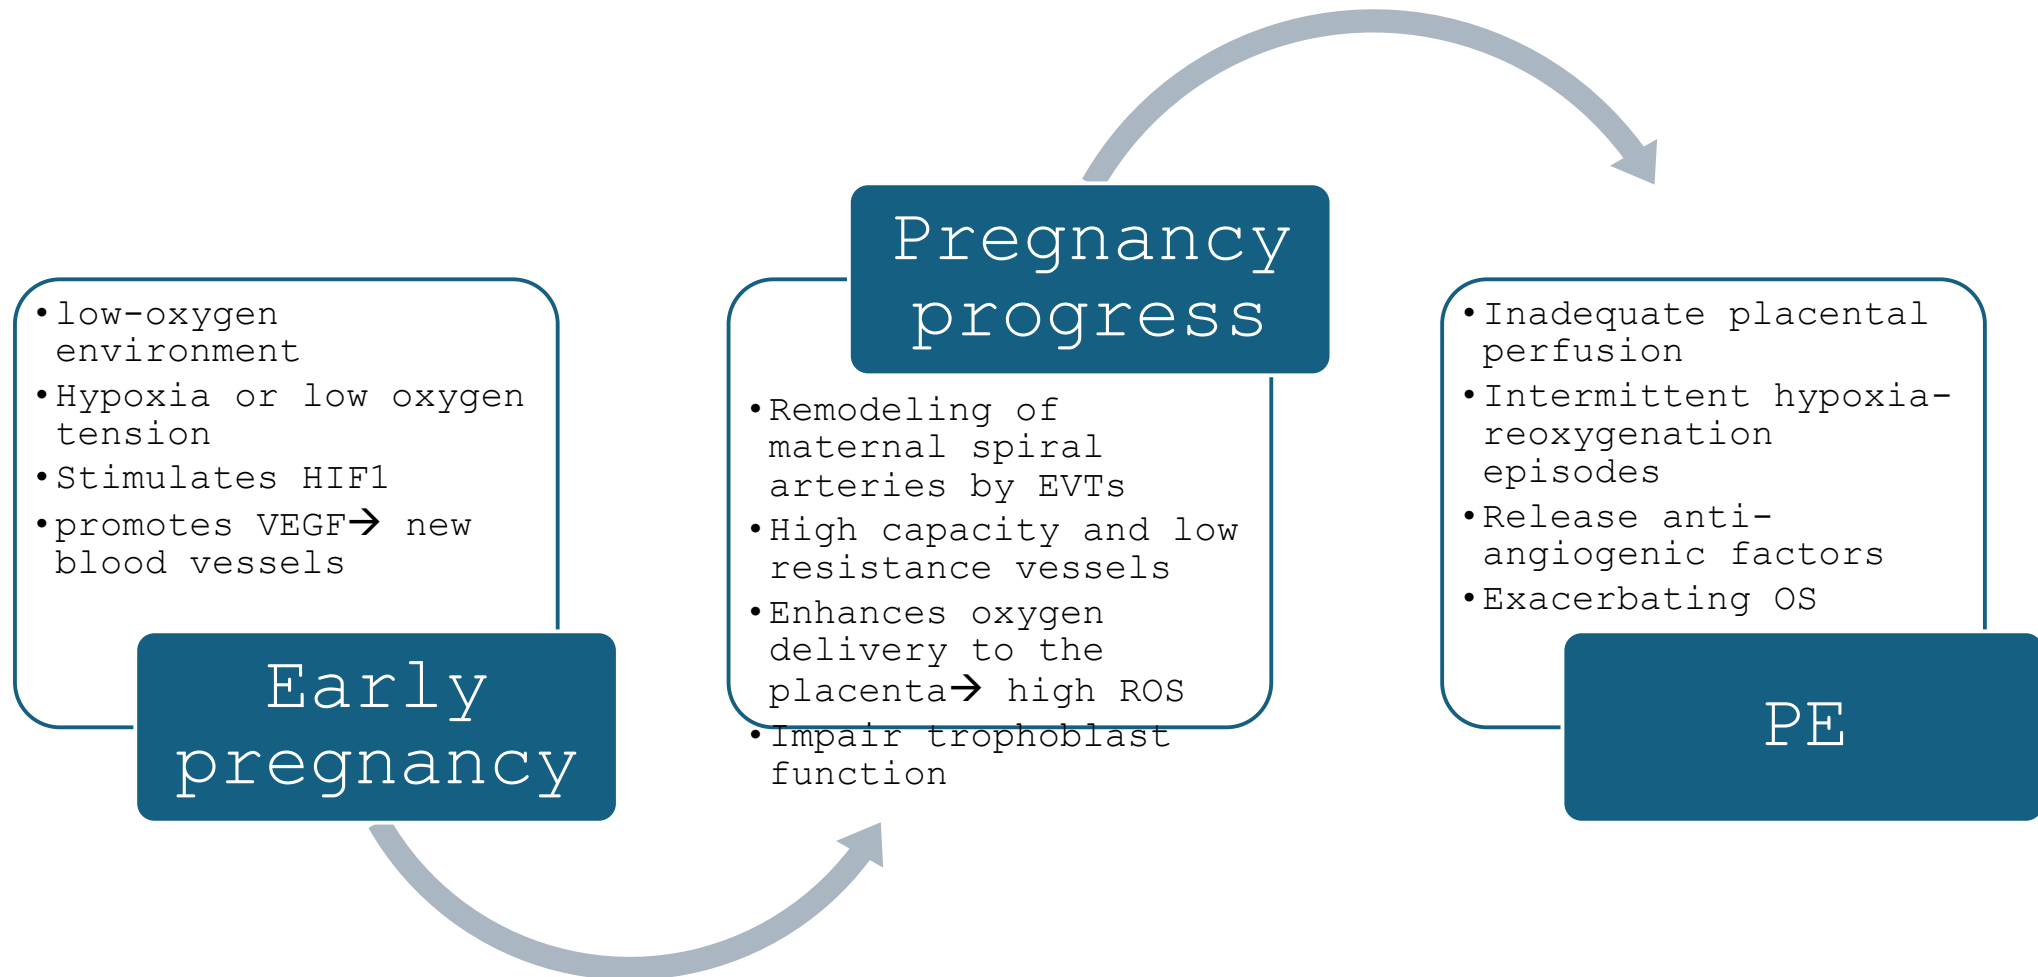 •low-oxygen
environment
•Hypoxia or low oxygen
tension
•Stimulates HIF1
•promotes VEGF→ new
blood vessels
Early
pregnancy
Pregnancy
progress
•Remodeling of
maternal spiral
arteries by EVTs
•High capacity and low
resistance vessels
•Enhances oxygen
delivery to the
placenta→ high ROS
•Impair trophoblast
function
•Inadequate placental
perfusion
•Intermittent hypoxia-
reoxygenation
episodes
•Release anti-
angiogenic factors
•Exacerbating OS
PE